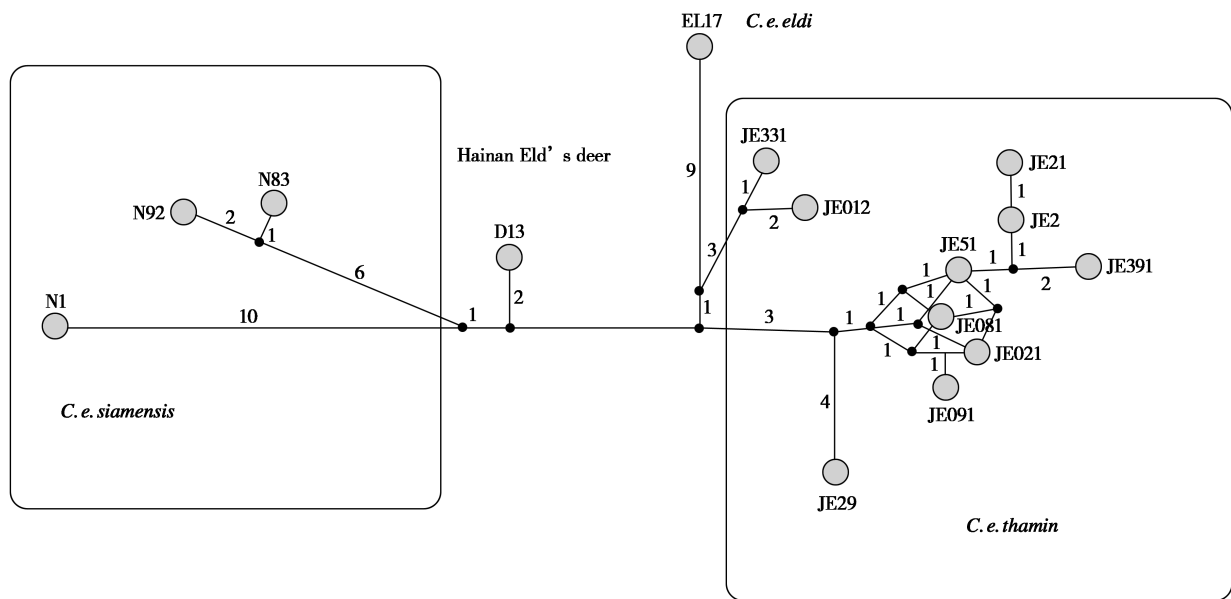 EL17 C. e. eldi
Hainan Eld’ s deer
N92
2
N83
1
6
N1
10
1
C. e. siamensis
D13
2
9
1
3
JE331
1
2
JE012
3
1
4
JE29
JE21
1
JE2
1
JE51
1
1
2
JE391
1
1
1
1
1
JE081
1
1
1
JE021
1
JE091
C. e. thamin